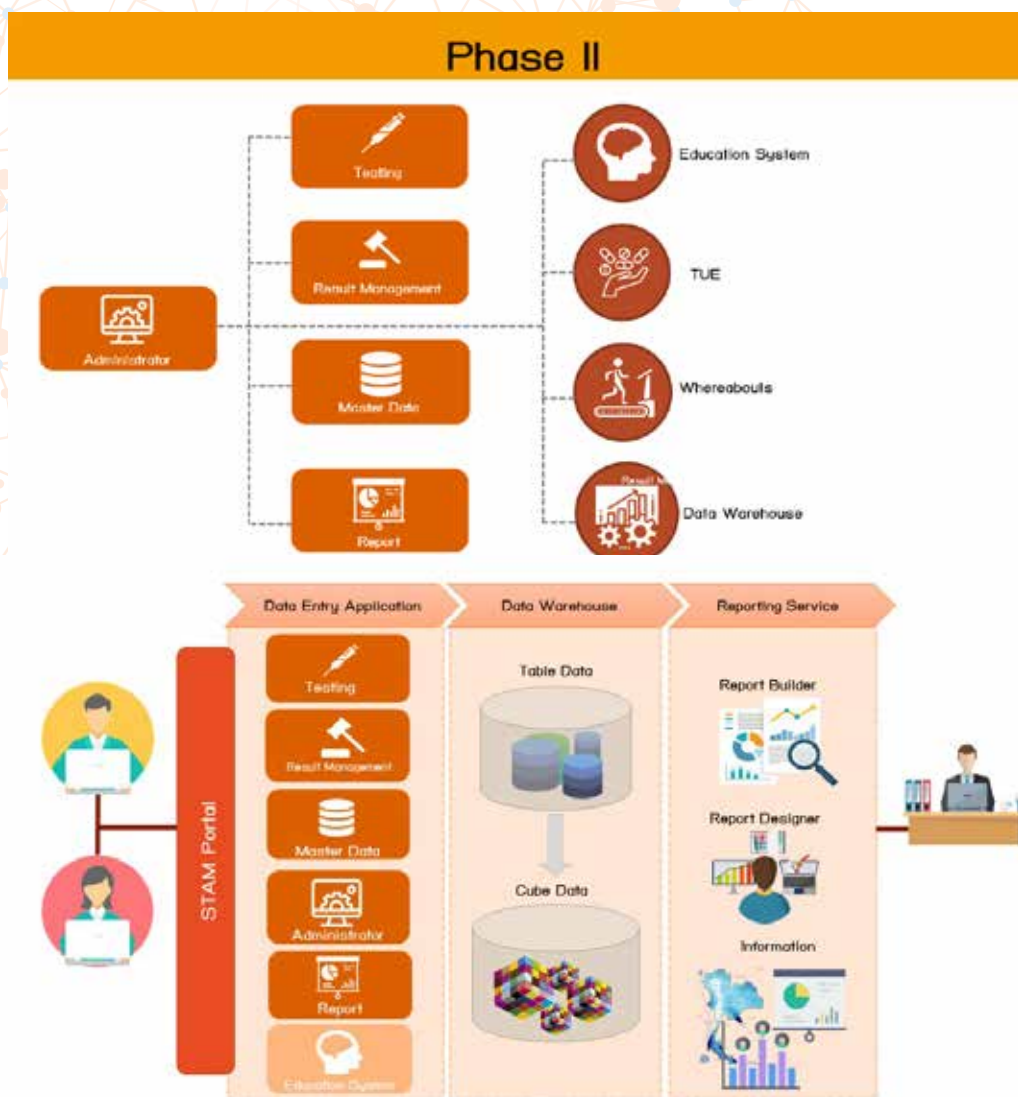 Phase II
Testing
Education System
Result Management
TUE
Administrator
Master Data
Whereabouts
Result M
Report
Data Warehouse
Data Entry Application
Data Warehouse
Reporting Service
STAM Portal
Testing
Result Management
Master Data
Administrator
Report
Education System
Table Data
Cube Data
Report Builder
Report Designer
Information